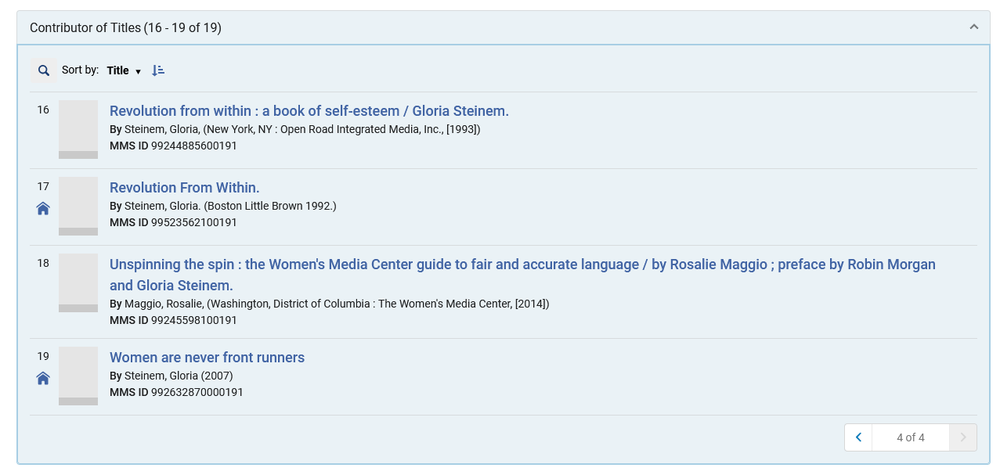 Contributor of Titles (16 - 19 of 19)
Sort by: Title
16
Revolution from within : a book of self-esteem / Gloria Steinem.
By Steinem, Gloria, (New York, NY : Open Road Integrated Media, Inc., [1993])
MMS ID 99244885600191
17
Revolution From Within.
By Steinem, Gloria. (Boston Little Brown 1992.)
MMS ID 99523562100191
18
Unspinning the spin : the Women's Media Center guide to fair and accurate language / by Rosalie Maggio ; preface by Robin Morgan
and Gloria Steinem.
By Maggio, Rosalie, (Washington, District of Columbia : The Women's Media Center, [2014])
MMS ID 99245598100191
19
Women are never front runners
By Steinem, Gloria (2007)
MMS ID 992632870000191
4 of 4